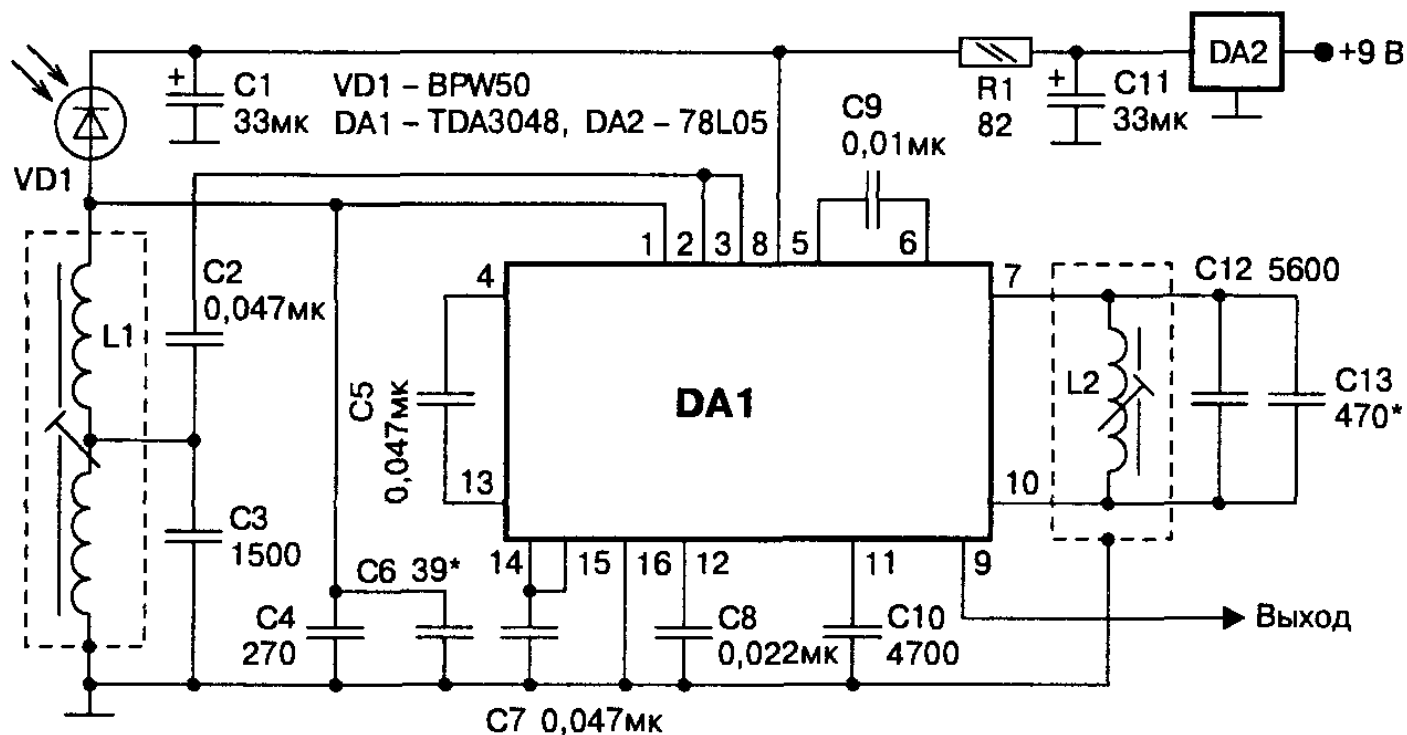 DA2
+9 В
C1
33мк
VD1 – BPW50
DA1 – TDA3048, DA2 – 78L05
R1
82
C11
33мк
C9
0,01мк
VD1
1
2
3
8
5
6
4
7
C12 5600
C2
0,047мк
L1
C5
0,047мк
DA1
L2
C13
470*
13
10
C3
1500
14
15
16
12
11
9
C6 39*
C4
270
C8
0,022мк
C10
4700
Выход
C7 0,047мк